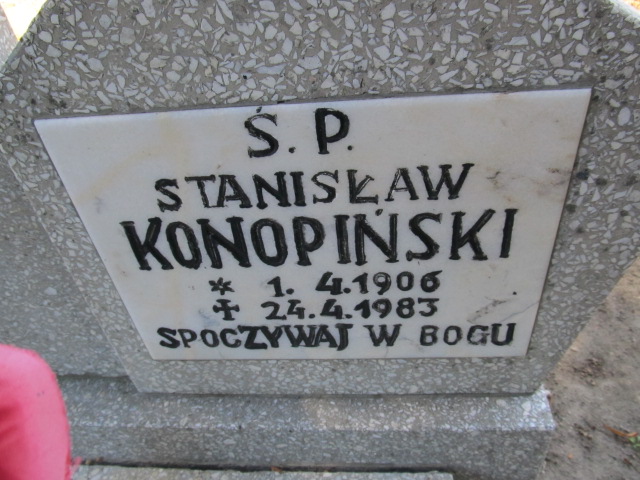 Ś. P.
STANISŁAW
KONOPIŃSKI
* 1. 4.1906
✝ 24.4.1983
SPOCZYWAJ W BOGU